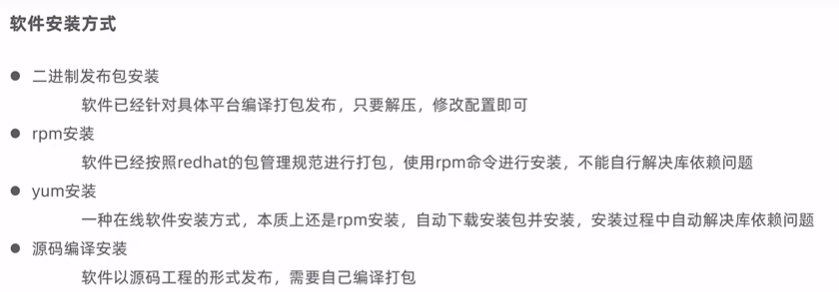 软件安装方式
● 二进制发布包安装
软件已经针对具体平台编译打包发布，只要解压，修改配置即可
● rpm安装
软件已经按照redhat的包管理规范进行打包，使用rpm命令进行安装，不能自行解决库依赖问题
● yum安装
一种在线软件安装方式，本质上还是rpm安装，自动下载安装包并安装，安装过程中自动解决库依赖问题
● 源码编译安装
软件以源码工程的形式发布，需要自己编译打包